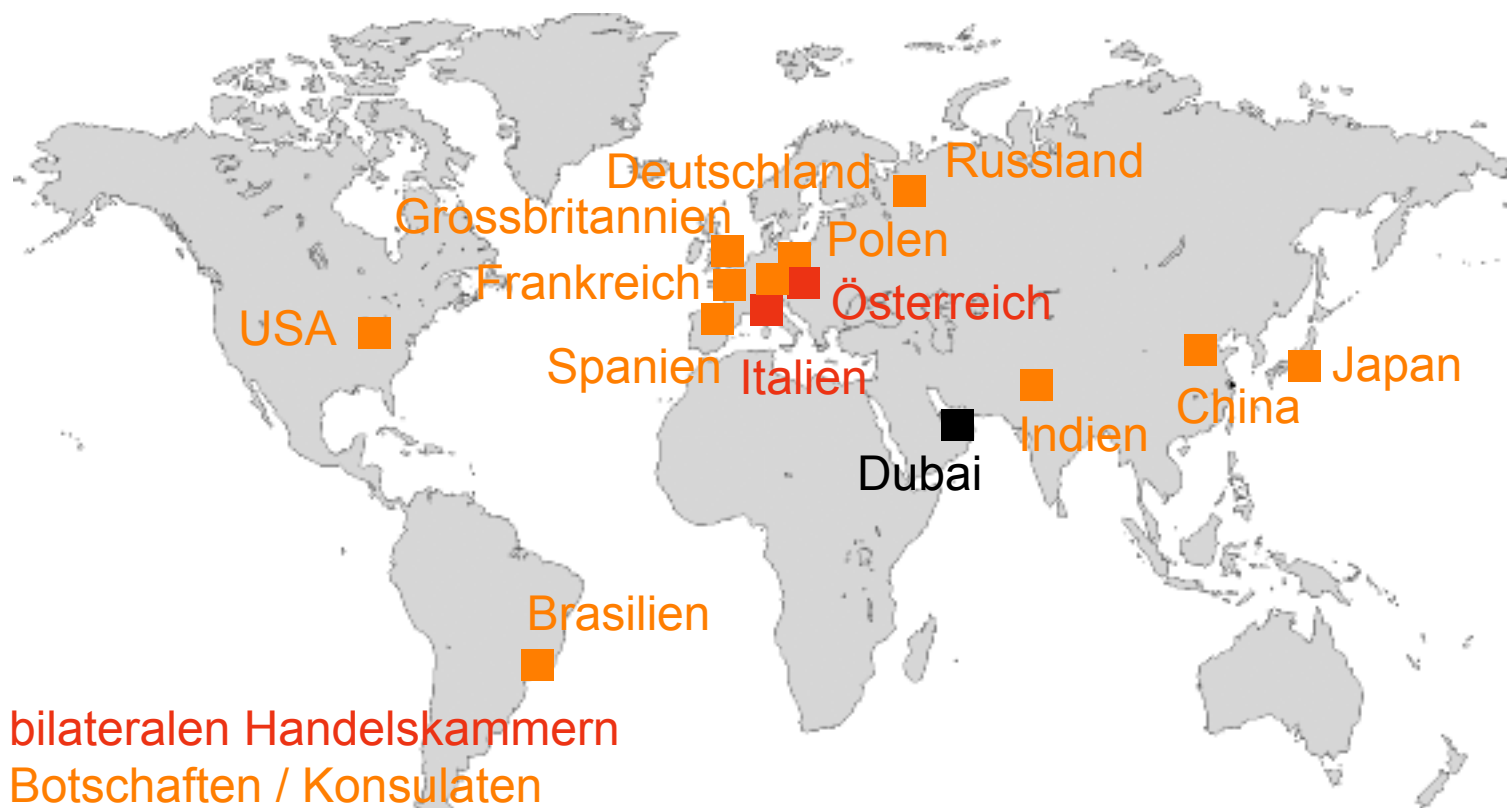 Russland
Deutschland
Grossbritannien
Polen
Frankreich
Österreich
USA
Spanien
Italien
Japan
China
Indien
Dubai
Brasilien
bilateralen Handelskammern
Botschaften / Konsulaten